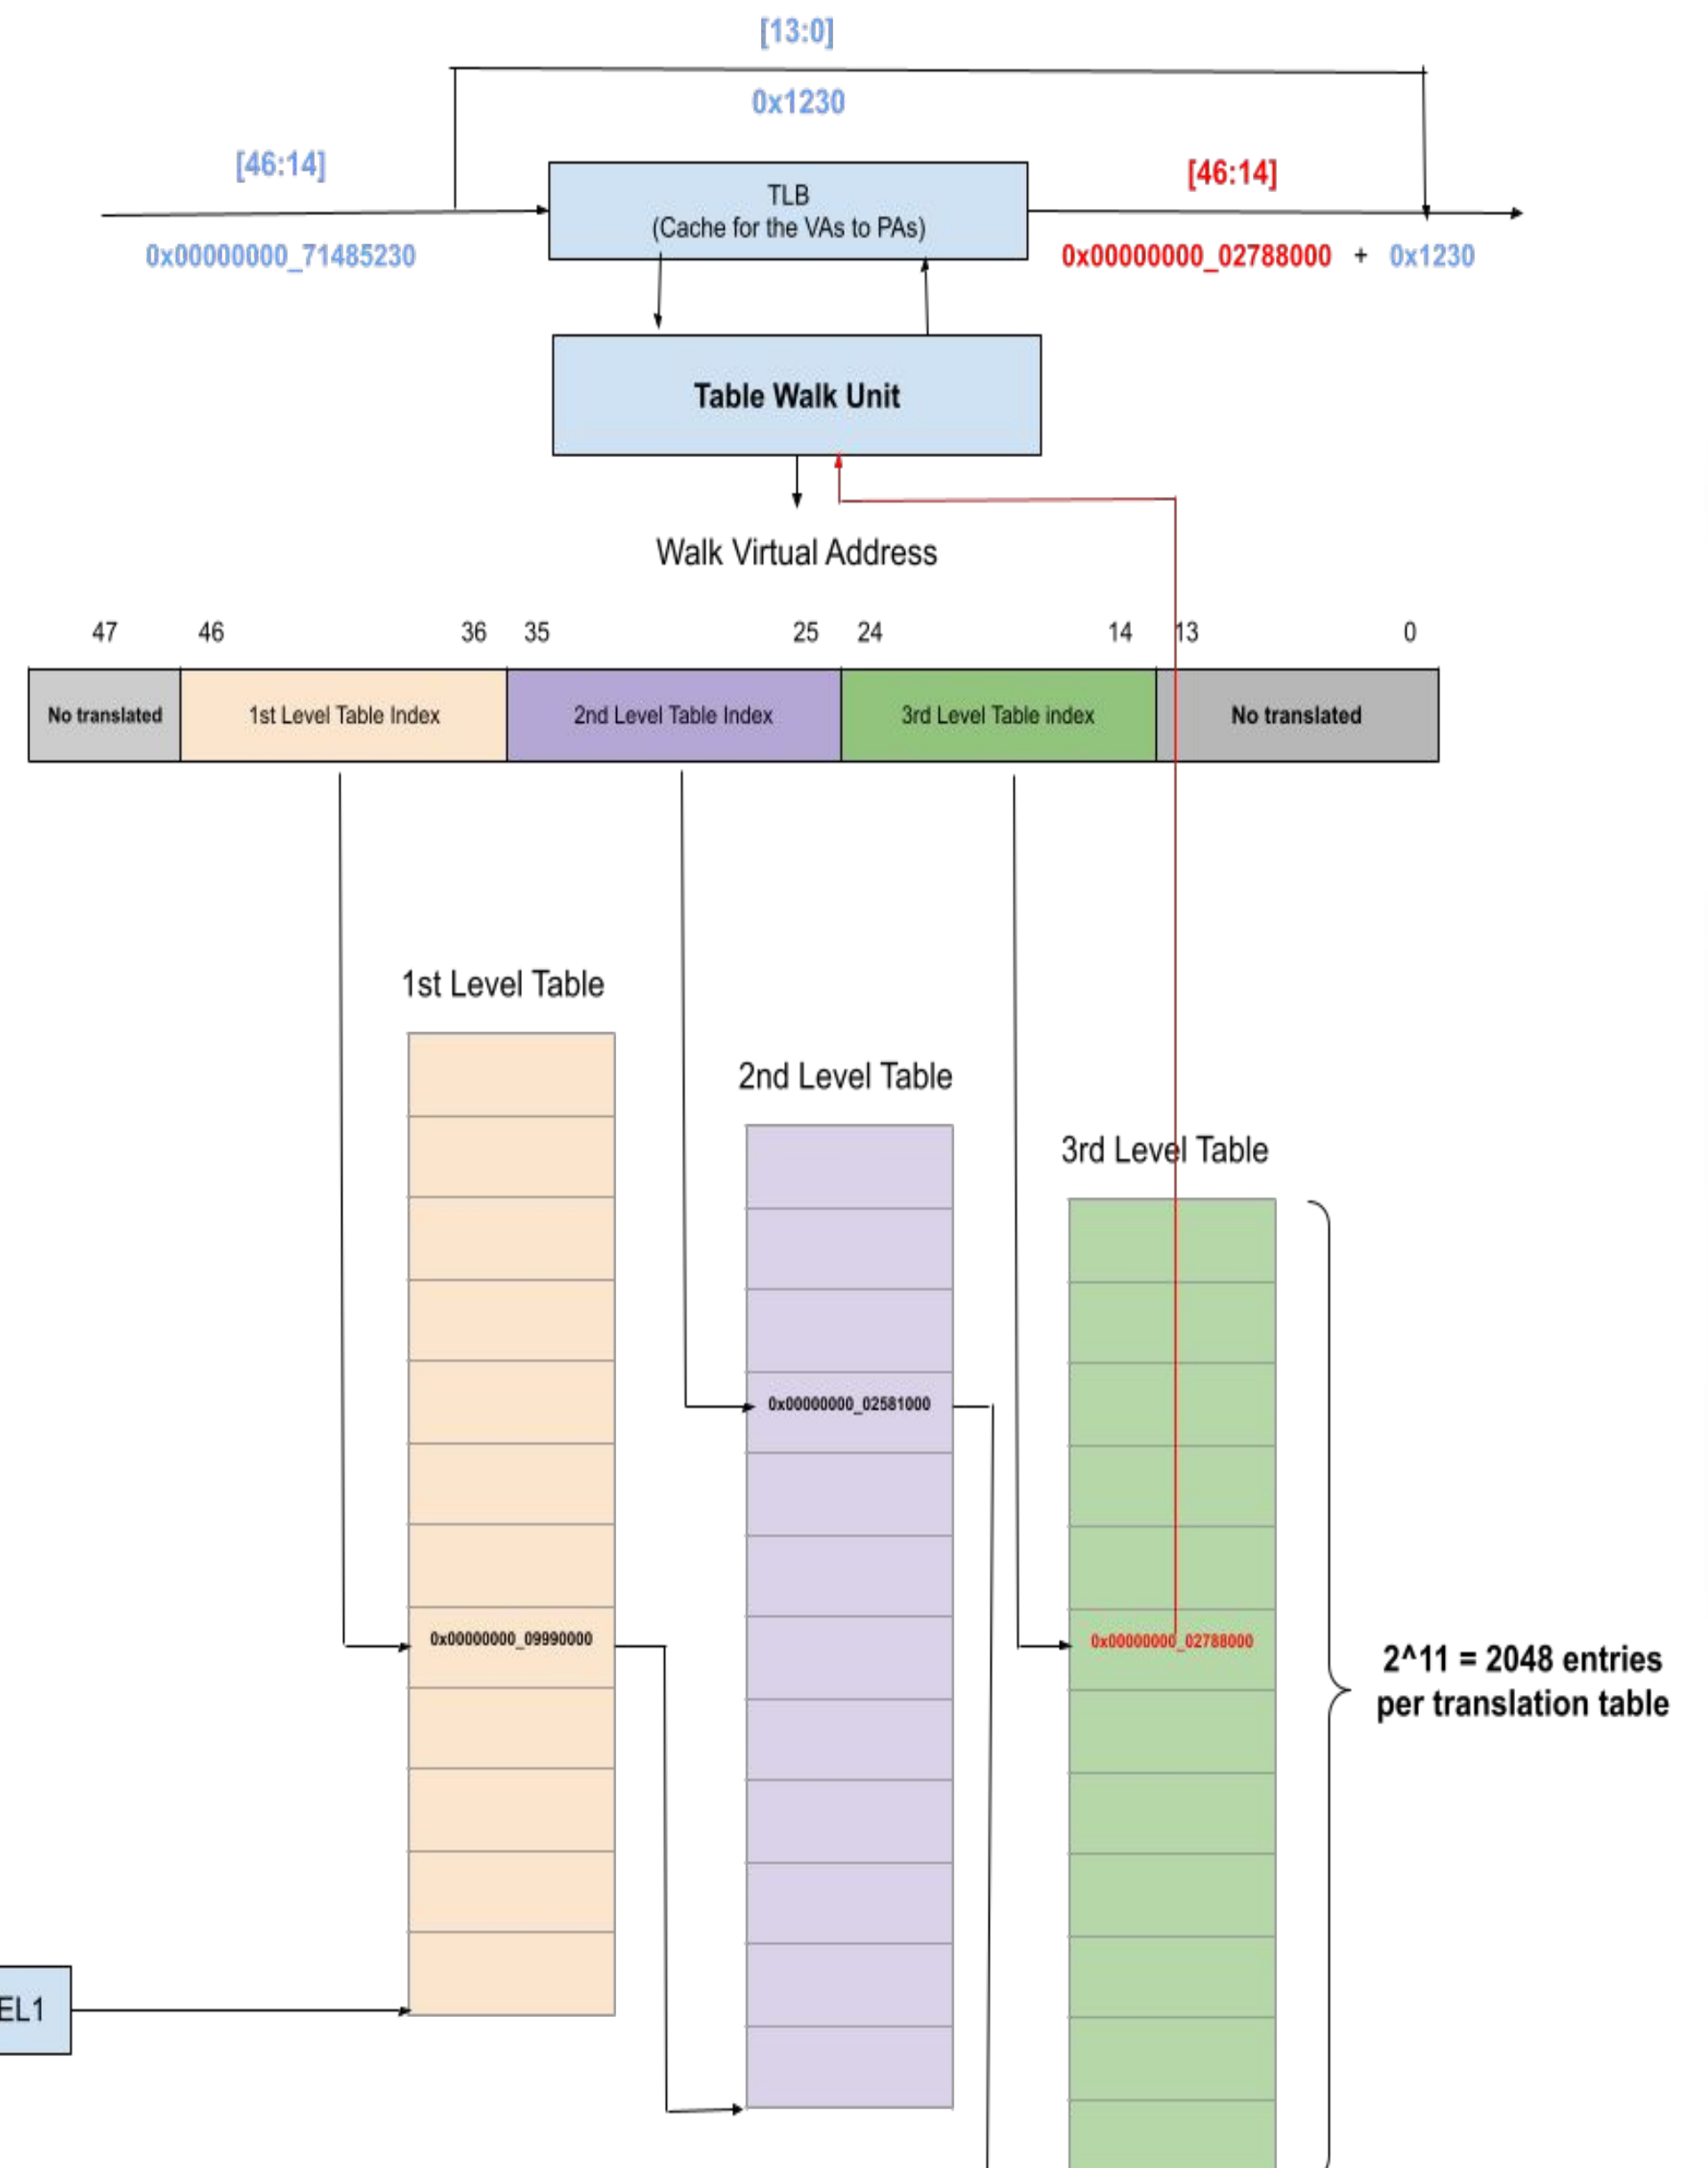 [13:0]
0x1230
[46:14]
[46:14]
TLB
(Cache for the VAs to PAs)
0x00000000_71485230
0x00000000_02788000 + 0x1230
Table Walk Unit
Walk Virtual Address
47 46 36 35 25 24 14 13 0
No translated 1st Level Table Index 2nd Level Table Index 3rd Level Table index No translated
1st Level Table
2nd Level Table
3rd Level Table
0x00000000_02581000
0x00000000_09990000
0x00000000_02788000
2^11 = 2048 entries
per translation table
EL1